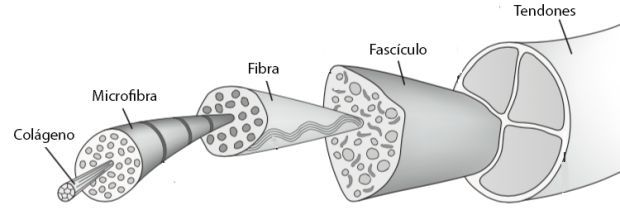 Tendones
Fascículo
Fibra
Microfibra
Colágeno